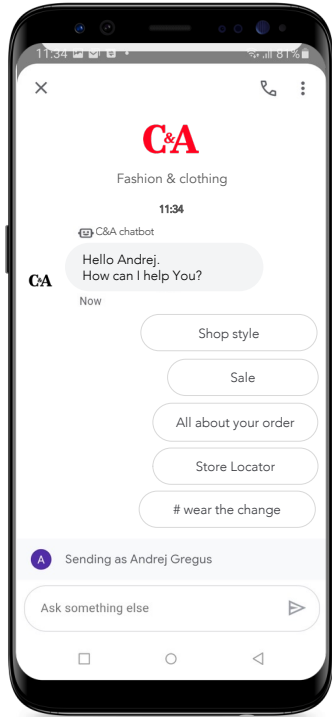 11:34 81%
C&A
Fashion & clothing
11:34
C&A chatbot
Hello Andrej.
How can I help You?
C&A
Now
Shop style
Sale
All about your order
Store Locator
# wear the change
A Sending as Andrej Gregus
Ask something else